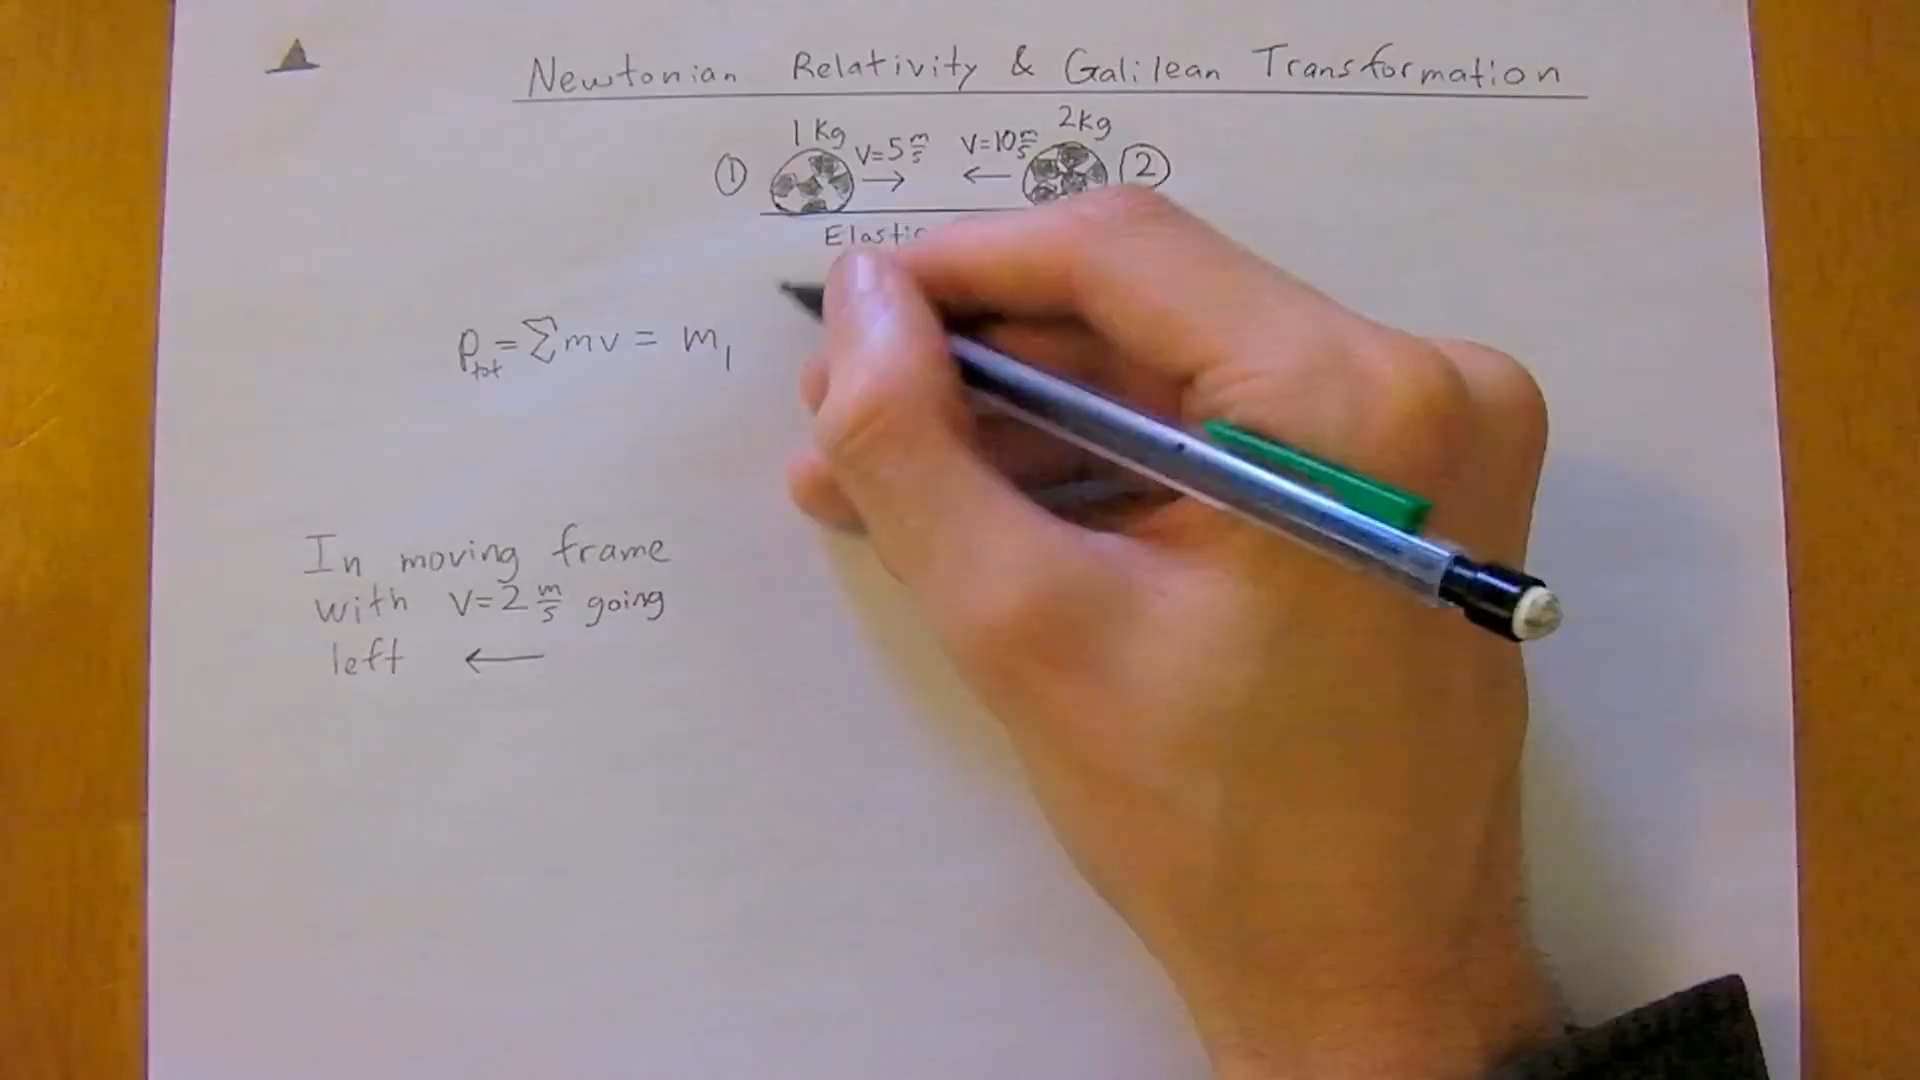 Newtonian Relativity & Galilean Transformation
1 Kg V=5 m/s V=10 m/s 2kg
① ②
Elastic
Ptot = ∑mv = m₁
In moving frame
with V=2 m/s going
left ←